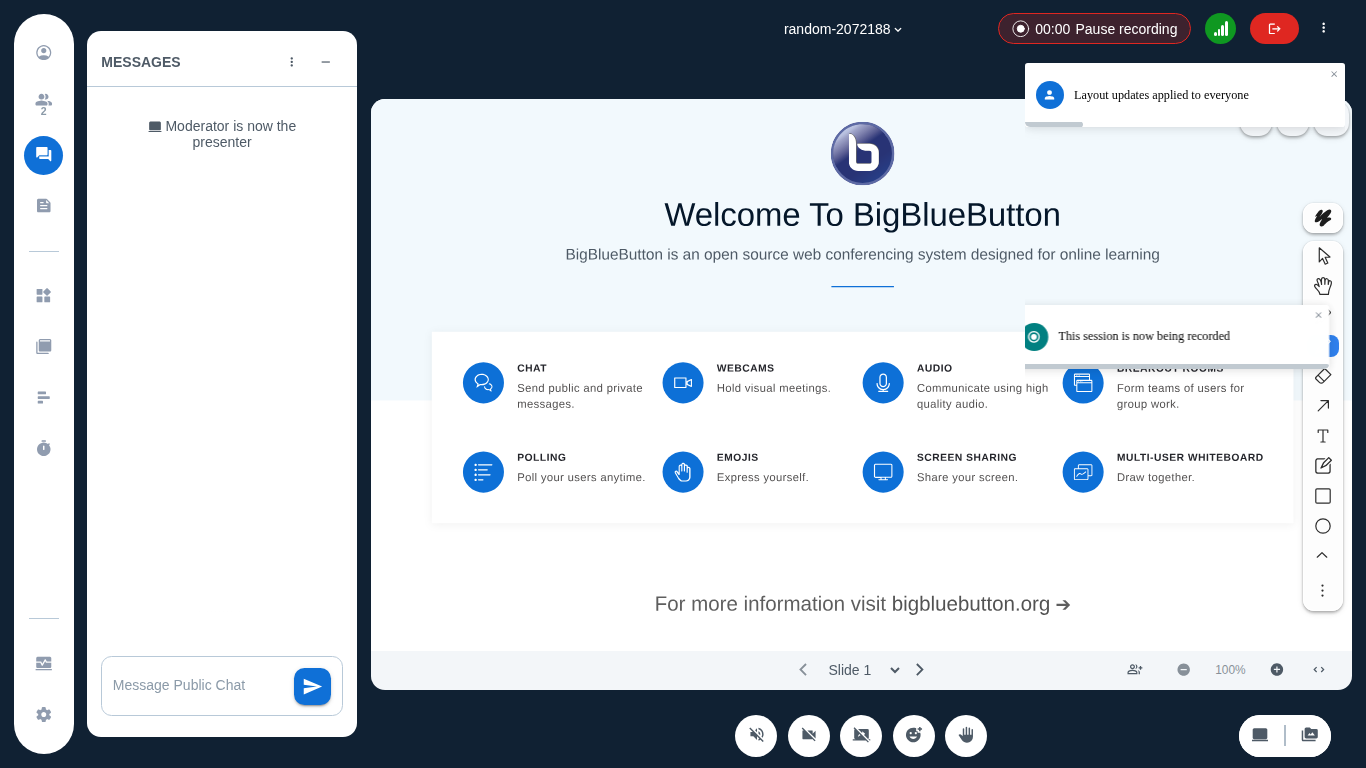 random-2072188
00:00 Pause recording
MESSAGES
2
Moderator is now the
presenter
Message Public Chat
Layout updates applied to everyone
Welcome To BigBlueButton
BigBlueButton is an open source web conferencing system designed for online learning
This session is now being recorded
CHAT
Send public and private
messages.
WEBCAMS
Hold visual meetings.
AUDIO
Communicate using high
quality audio.
BREAKOUT ROOMS
Form teams of users for
group work.
POLLING
Poll your users anytime.
EMOJIS
Express yourself.
SCREEN SHARING
Share your screen.
MULTI-USER WHITEBOARD
Draw together.
For more information visit bigbluebutton.org ➔
Slide 1
100%